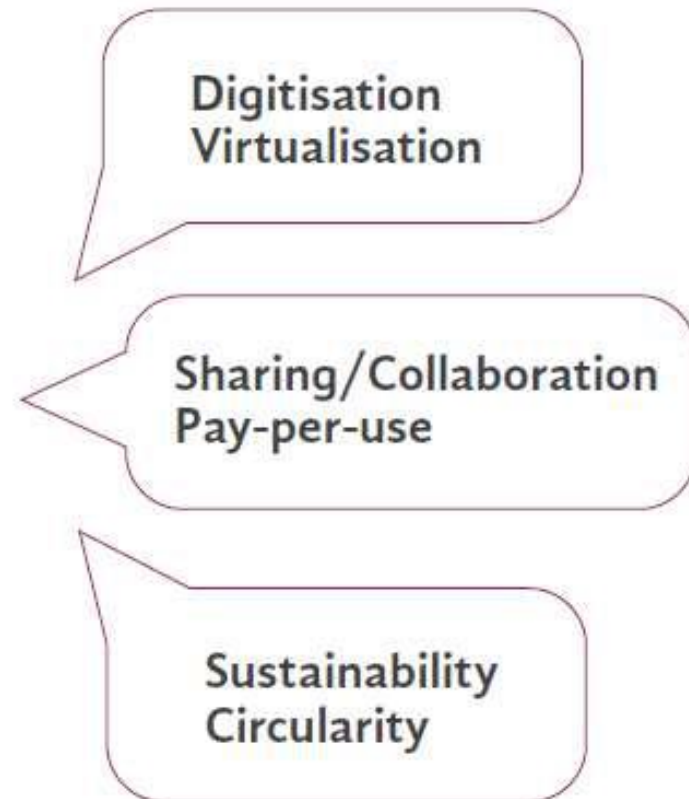 Digitisation
Virtualisation
Sharing/Collaboration
Pay-per-use
Sustainability
Circularity